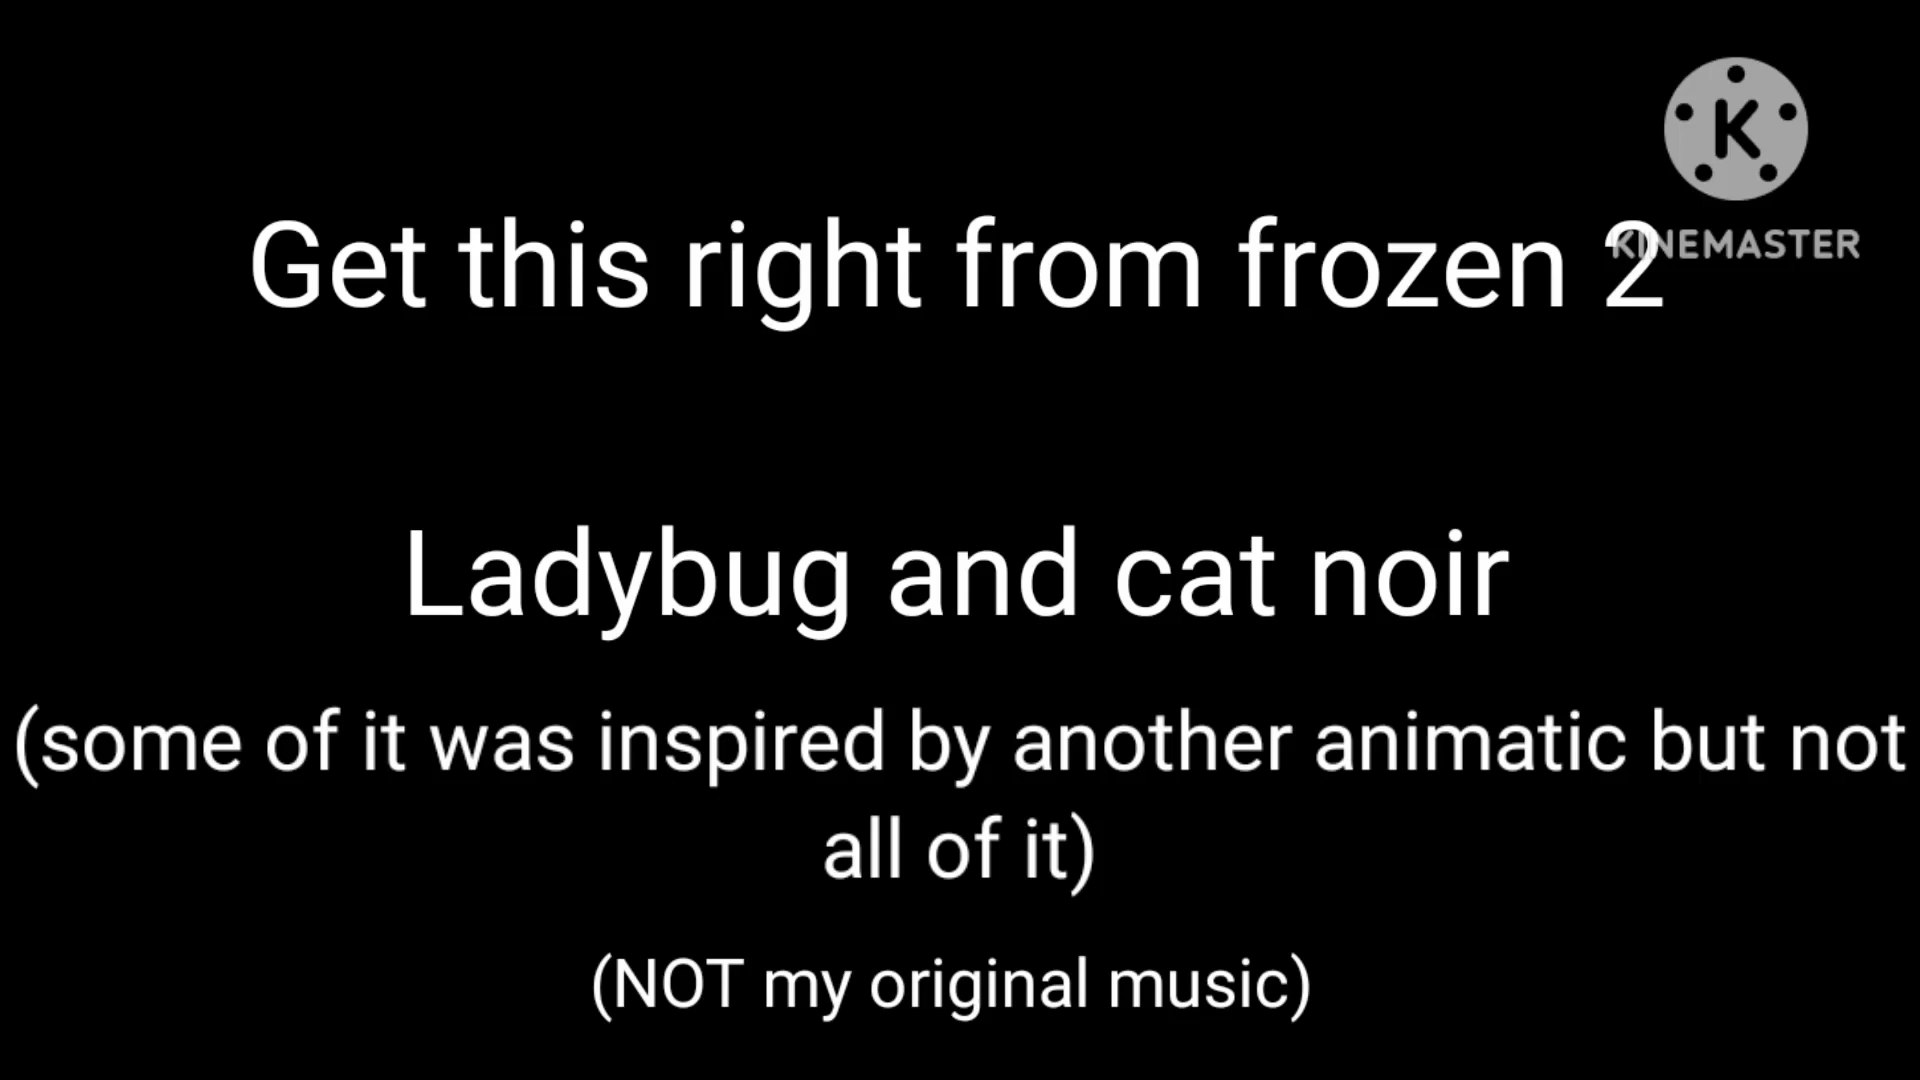 K
KINEMASTER
Get this right from frozen 2
Ladybug and cat noir
(some of it was inspired by another animatic but not
all of it)
(NOT my original music)